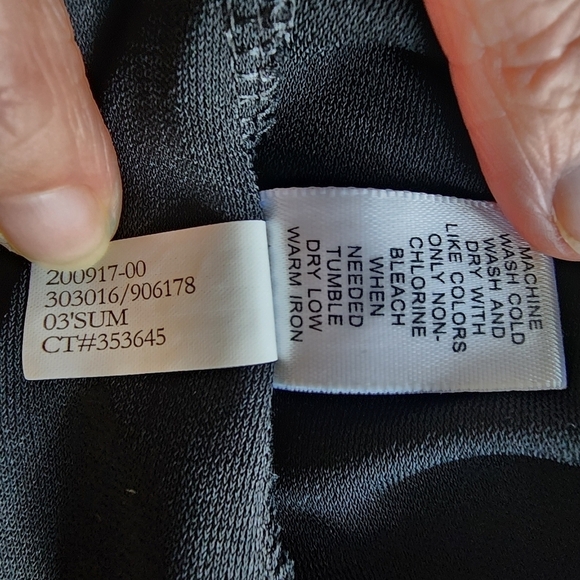 200917-00
303016/906178
03'SUM
CT#353645
MACHINE
WASH COLD
WASH AND
DRY WITH
LIKE COLORS
ONLY NON-
CHLORINE
BLEACH
WHEN
NEEDED
TUMBLE
DRY LOW
WARM IRON